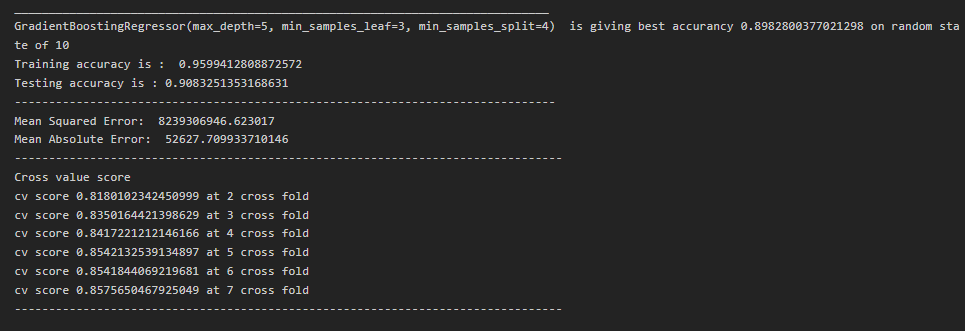 GradientBoostingRegressor(max_depth=5, min_samples_leaf=3, min_samples_split=4)  is giving best accurancy 0.8982800377021298 on random sta
te of 10
Training accuracy is :  0.9599412808872572
Testing accuracy is : 0.9083251353168631
--------------------------------------------------------------------------------
Mean Squared Error:  8239306946.623017
Mean Absolute Error:  52627.709933710146
---------------------------------------------------------------------------------
Cross value score
cv score 0.8180102342450999 at 2 cross fold
cv score 0.8350164421398629 at 3 cross fold
cv score 0.8417221212146166 at 4 cross fold
cv score 0.8542132539134897 at 5 cross fold
cv score 0.8541844069219681 at 6 cross fold
cv score 0.8575650467925049 at 7 cross fold
---------------------------------------------------------------------------------